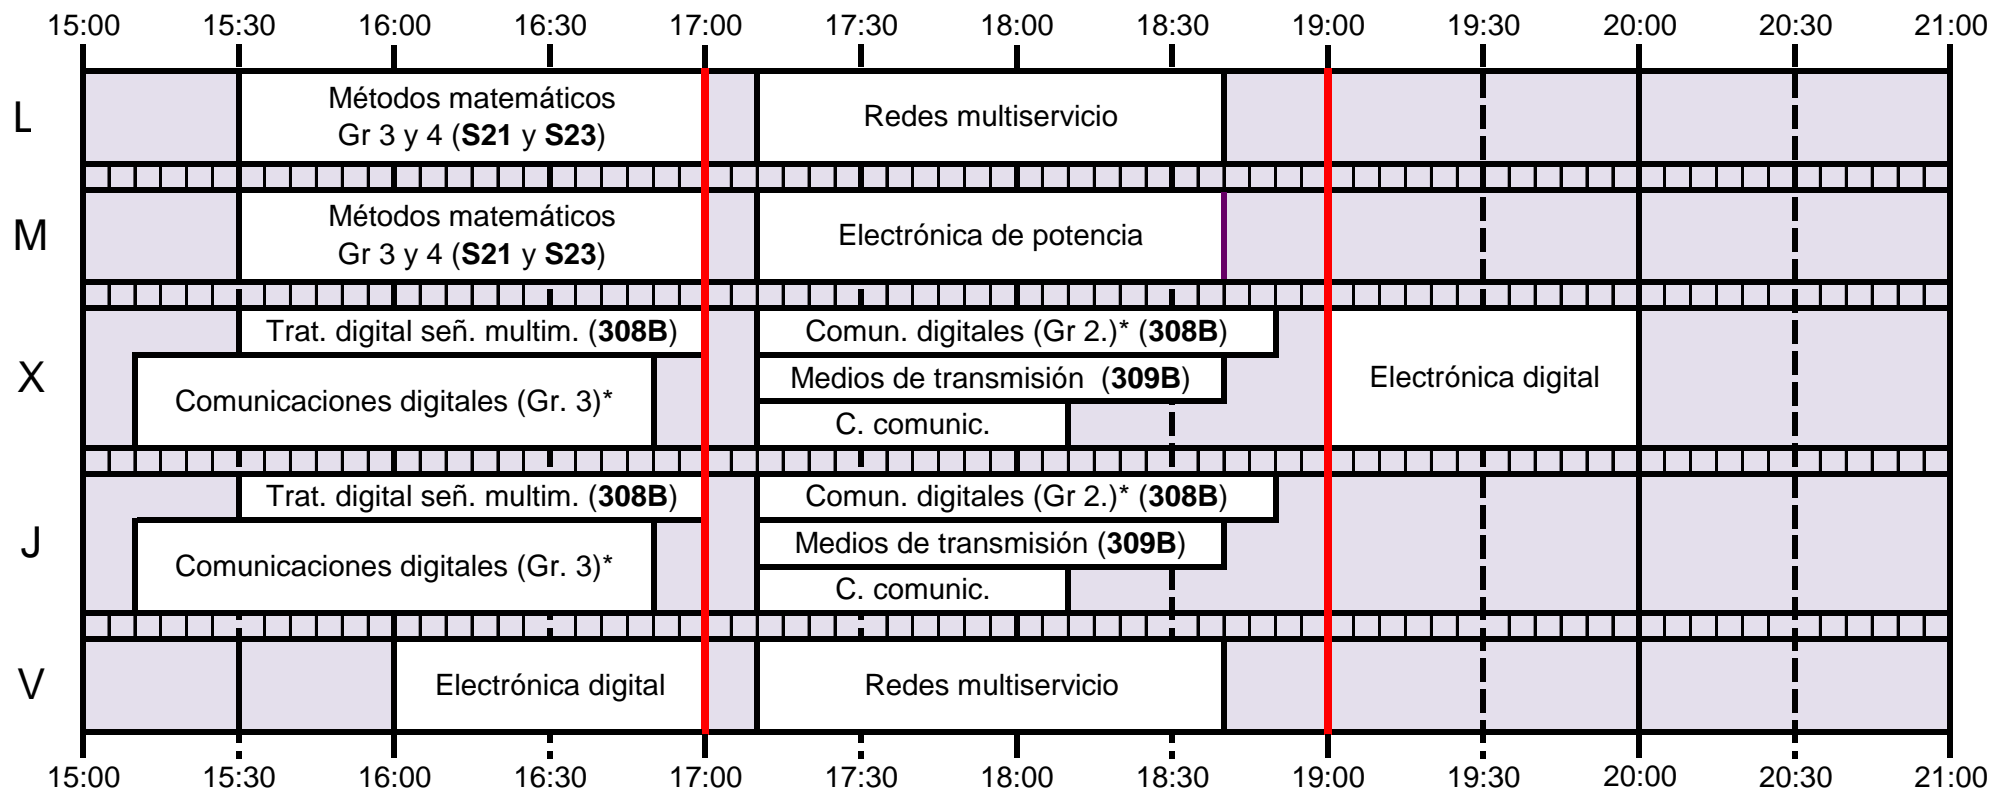 15:00 15:30 16:00 16:30 17:00 17:30 18:00 18:30 19:00 19:30 20:00 20:30 21:00
L
Métodos matemáticos
Gr 3 y 4 (S21 y S23)
Redes multiservicio
M
Métodos matemáticos
Gr 3 y 4 (S21 y S23)
Electrónica de potencia
X
Trat. digital señ. multim. (308B)
Comunicaciones digitales (Gr. 3)*
Comun. digitales (Gr 2.)* (308B)
Medios de transmisión (309B)
C. comunic.
Electrónica digital
J
Trat. digital señ. multim. (308B)
Comunicaciones digitales (Gr. 3)*
Comun. digitales (Gr 2.)* (308B)
Medios de transmisión (309B)
C. comunic.
V
Electrónica digital
Redes multiservicio
15:00 15:30 16:00 16:30 17:00 17:30 18:00 18:30 19:00 19:30 20:00 20:30 21:00